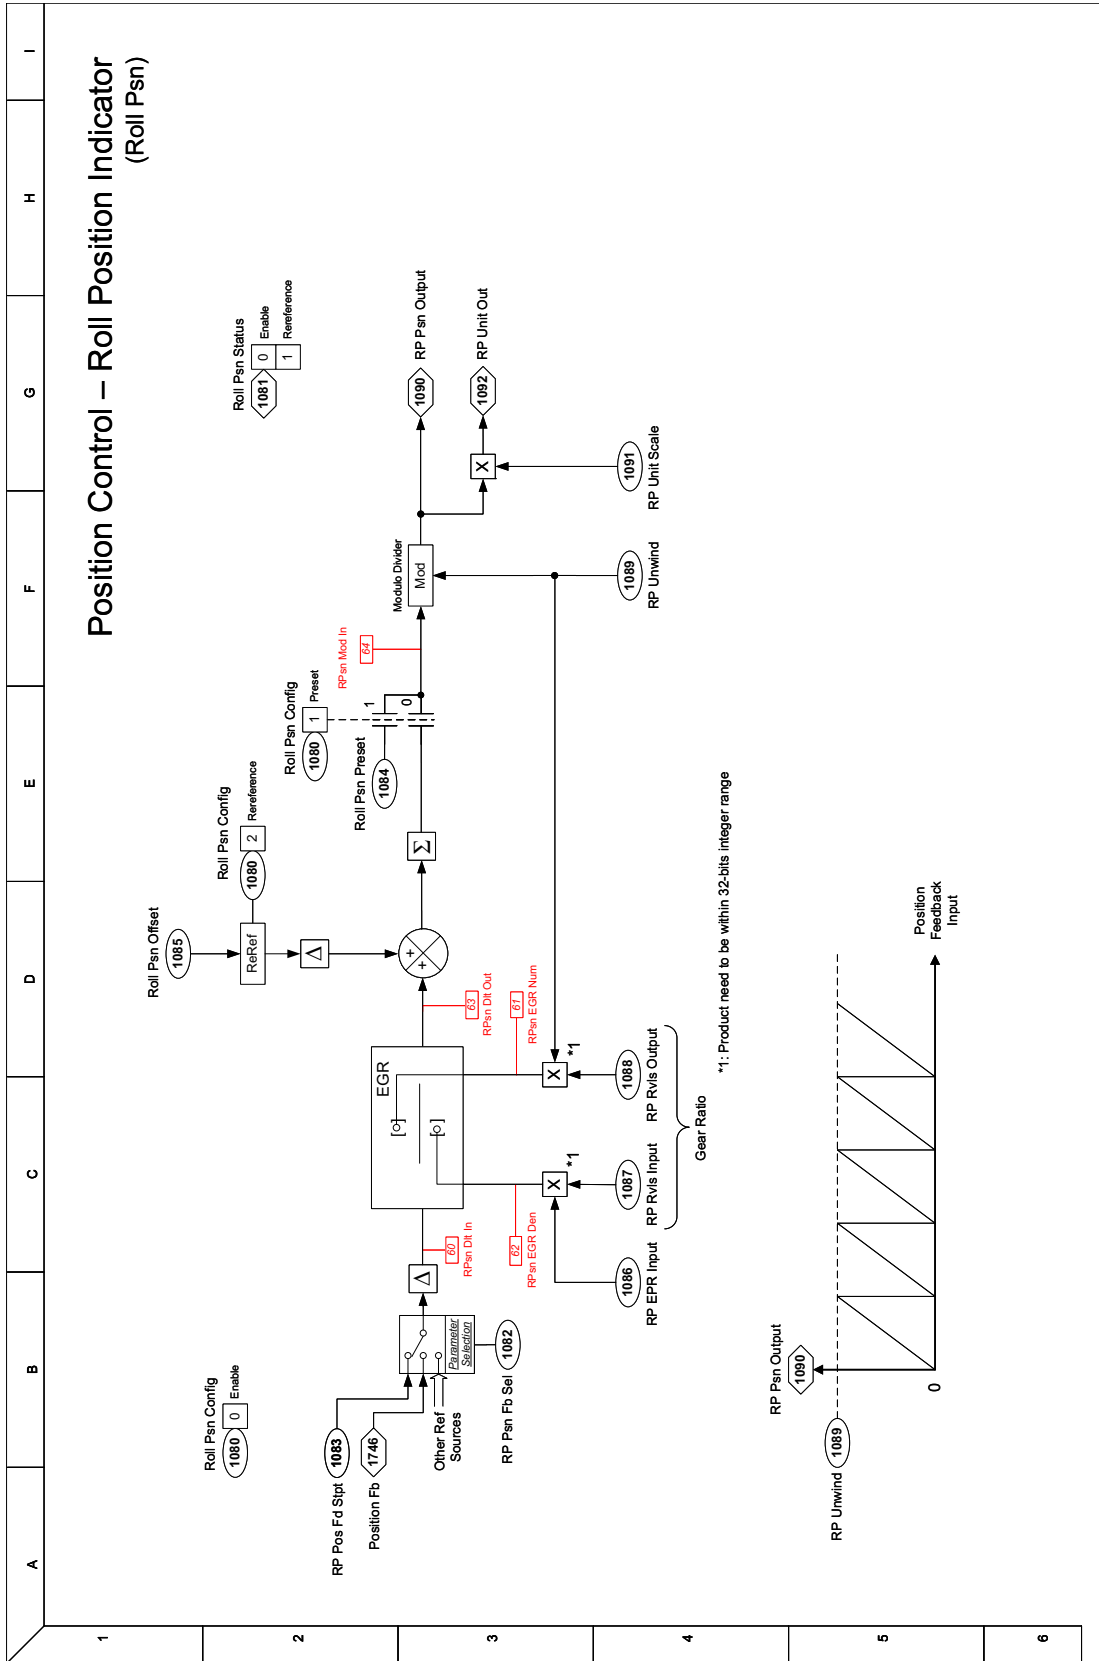 A
B
C
D
E
F
G
H
I
1
2
3
4
5
6
Position Control – Roll Position Indicator
(Roll Psn)
Roll Psn Config
1080
0
Enable
Roll Psn Offset
1085
ReRef
Roll Psn Config
1080
2
Rereference
Δ
Roll Psn Config
1080
1
Preset
Roll Psn Preset
1084
1
0
Roll Psn Status
1081
0
Enable
1
Rereference
RP Pos Fd Stpt
1083
Position Fb
1746
Other Ref
Sources
Parameter
Selection
RP Psn Fb Sel
1082
Δ
60
RPsn Dlt In
EGR
[ ]
[ ]
63
RPsn Dlt Out
+
+
Σ
64
RPsn Mod In
Modulo Divider
Mod
1090
RP Psn Output
X
1092
RP Unit Out
62
RPsn EGR Den
61
RPsn EGR Num
X
*1
X
*1
1086
RP EPR Input
1087
RP Rvls Input
1088
RP Rvls Output
Gear Ratio
1089
RP Unwind
1091
RP Unit Scale
*1: Product need to be within 32-bits integer range
RP Psn Output
1090
RP Unwind
1089
0
Position
Feedback
Input